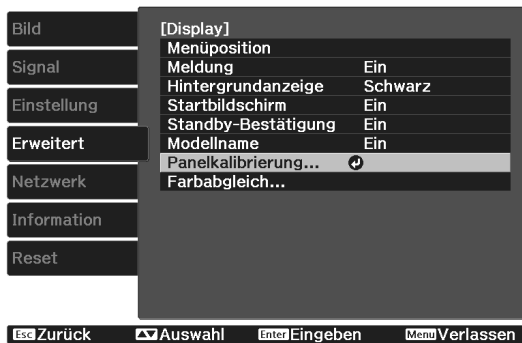 Bild
Signal
Einstellung
Erweitert
Netzwerk
Information
Reset
[Display]
Menüposition
Meldung Ein
Hintergrundanzeige Schwarz
Startbildschirm Ein
Standby-Bestätigung Ein
Modellname Ein
Panelkalibrierung...
Farbabgleich...
Esc Zurück Auswahl Enter Eingeben Menu Verlassen